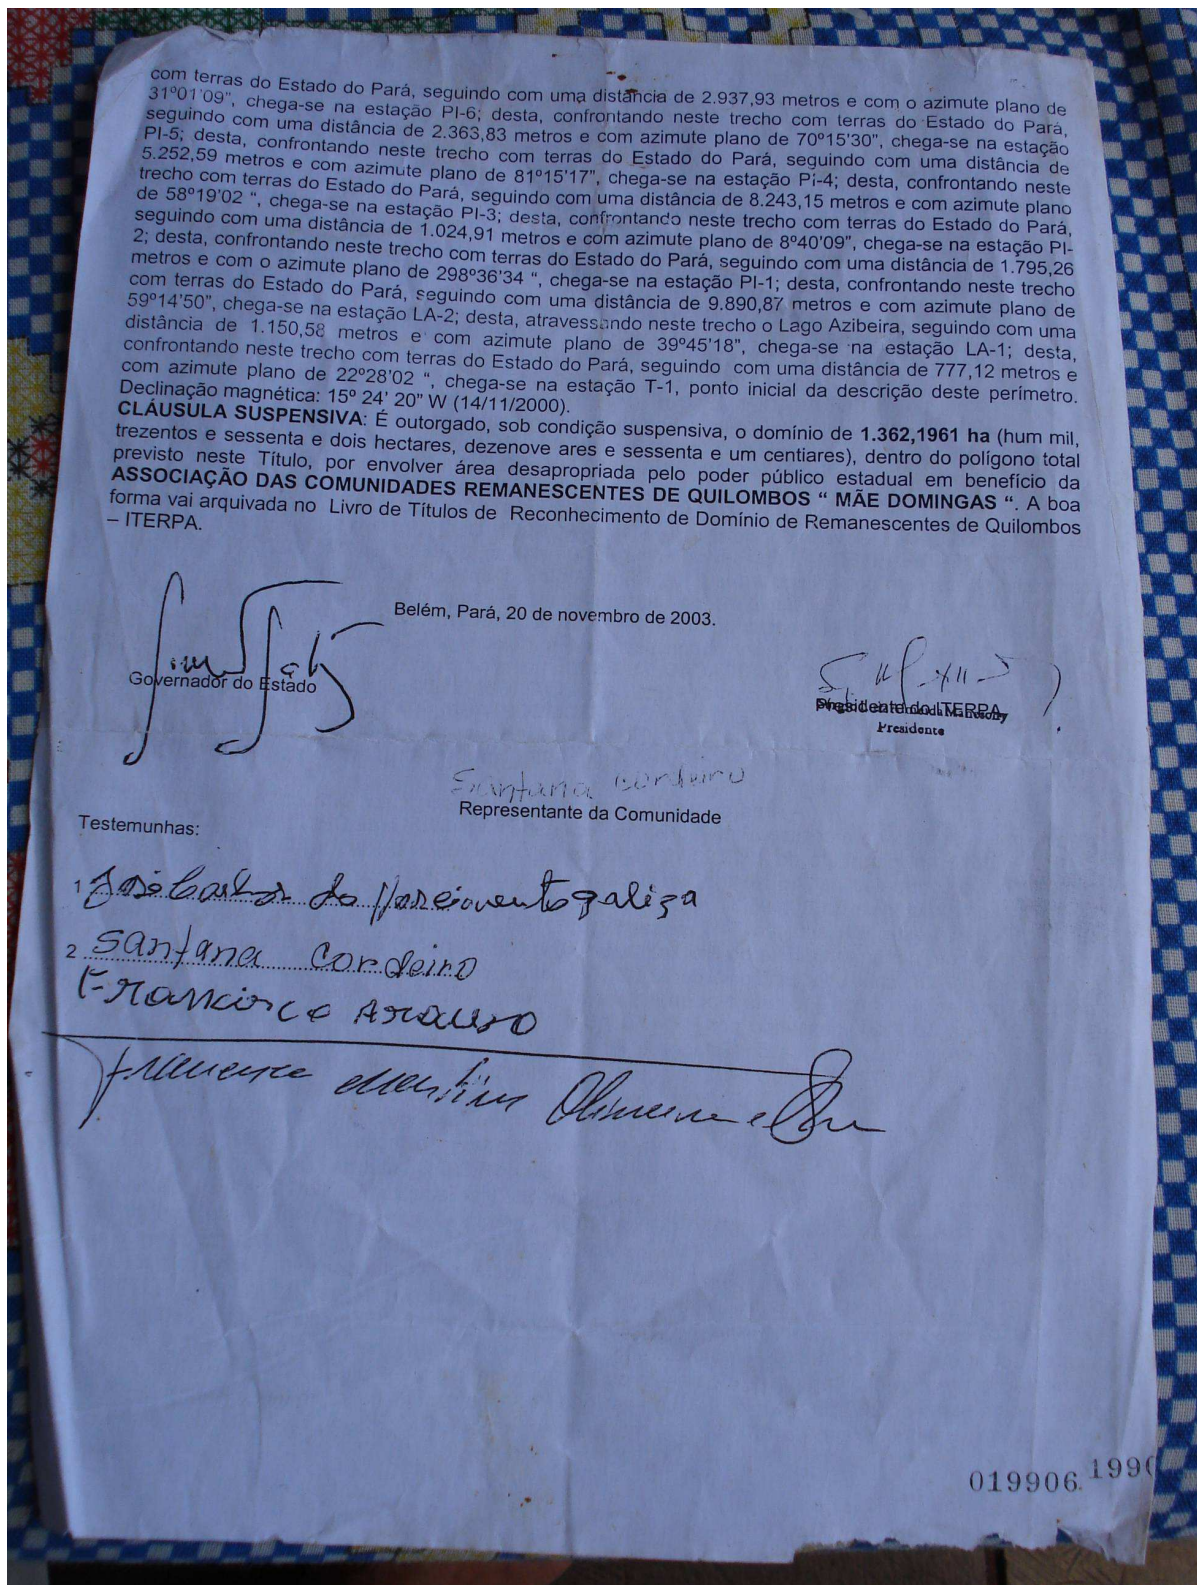 com terras do Estado do Pará, seguindo com uma distância de 2.937,93 metros e com o azimute plano de
31º01'09", chega-se na estação PI-6; desta, confrontando neste trecho com terras do Estado do Pará,
seguindo com uma distância de 2.363,83 metros e com azimute plano de 70º15'30", chega-se na estação
PI-5; desta, confrontando neste trecho com terras do Estado do Pará, seguindo com uma distância de
5.252,59 metros e com azimute plano de 81º15'17", chega-se na estação Pi-4; desta, confrontando neste
trecho com terras do Estado do Pará, seguindo com uma distância de 8.243,15 metros e com azimute plano
de 58º19'02 “, chega-se na estação PI-3; desta, confrontando neste trecho com terras do Estado do Pará,
seguindo com uma distância de 1.024,91 metros e com azimute plano de 8º40'09", chega-se na estação PI-
2; desta, confrontando neste trecho com terras do Estado do Pará, seguindo com uma distância de 1.795,26
metros e com o azimute plano de 298º36'34 “, chega-se na estação PI-1; desta, confrontando neste trecho
com terras do Estado do Pará, seguindo com uma distância de 9.890,87 metros e com azimute plano de
59º14'50", chega-se na estação LA-2; desta, atravessando neste trecho o Lago Azibeira, seguindo com uma
distância de 1.150,58 metros e com azimute plano de 39º45'18", chega-se na estação LA-1; desta,
confrontando neste trecho com terras do Estado do Pará, seguindo com uma distância de 777,12 metros e
com azimute plano de 22º28'02 “, chega-se na estação T-1, ponto inicial da descrição deste perímetro.
Declinação magnética: 15º 24' 20" W (14/11/2000).
CLÁUSULA SUSPENSIVA: É outorgado, sob condição suspensiva, o domínio de 1.362,1961 ha (hum mil,
trezentos e sessenta e dois hectares, dezenove ares e sessenta e um centiares), dentro do polígono total
previsto neste Título, por envolver área desapropriada pelo poder público estadual em benefício da
ASSOCIAÇÃO DAS COMUNIDADES REMANESCENTES DE QUILOMBOS “ MÃE DOMINGAS “. A boa
forma vai arquivada no Livro de Títulos de Reconhecimento de Domínio de Remanescentes de Quilombos
– ITERPA.
Belém, Pará, 20 de novembro de 2003.
Governador do Estado
Presidente do ITERPA
Presidente
Santana Cordeiro
Representante da Comunidade
Testemunhas:
1 José Carlos do Nascimento galiza
2 Santana Cordeiro
Francisco Araujo
019906